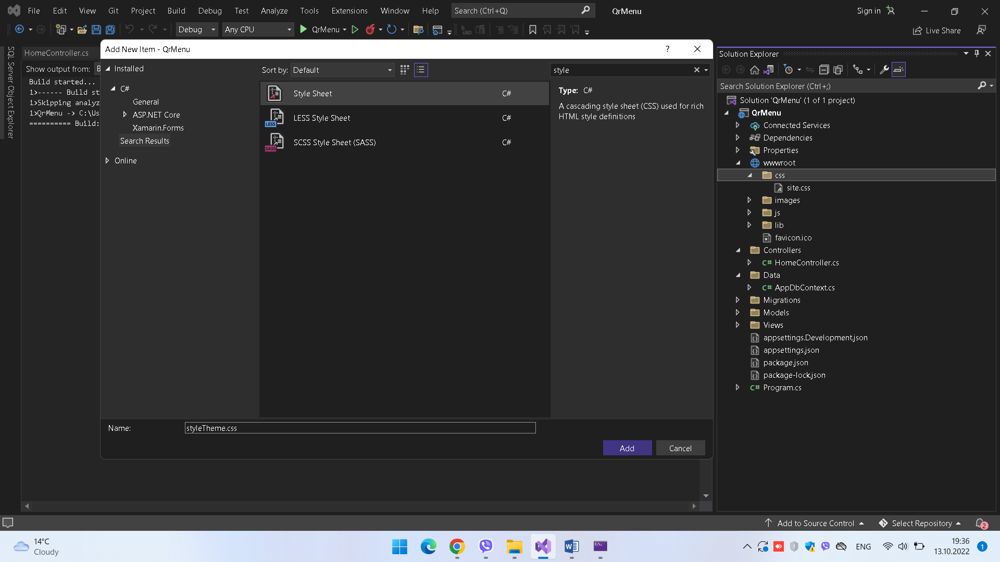 File Edit View Git Project Build Debug Test Analyze Tools Extensions Window Help Search (Ctrl+Q) QrMenu Sign in
Debug Any CPU QrMenu Live Share
SQL Server Object Explorer
HomeController.cs
Show output from: B
Build started...
1>------ Build st
1>Skipping analyz
1>QrMenu -> C:\Us
========== Build:
Add New Item - QrMenu ?
Installed
C#
General
ASP.NET Core
Xamarin.Forms
Search Results
Online
Sort by: Default
style
Style Sheet C#
LESS Style Sheet C#
LESS
SCSS Style Sheet (SASS) C#
SASS
Type: C#
A cascading style sheet (CSS) used for rich
HTML style definitions
Name: styleTheme.css
Add Cancel
Solution Explorer
Search Solution Explorer (Ctrl+;)
Solution 'QrMenu' (1 of 1 project)
QrMenu
Connected Services
Dependencies
Properties
wwwroot
css
site.css
images
js
lib
favicon.ico
Controllers
C# HomeController.cs
Data
C# AppDbContext.cs
Migrations
Models
Views
appsettings.Development.json
appsettings.json
package.json
package-lock.json
C# Program.cs
Add to Source Control Select Repository 2
14°C
Cloudy
ENG
19:36
13.10.2022
1